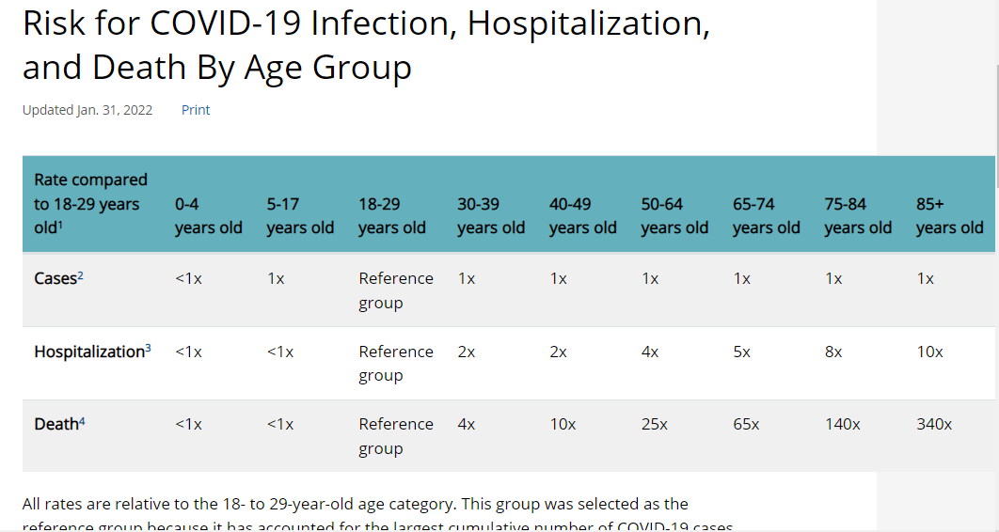 Risk for COVID-19 Infection, Hospitalization,
and Death By Age Group
Updated Jan. 31, 2022 Print
Rate compared
to 18-29 years
old1
0-4
years old
5-17
years old
18-29
years old
30-39
years old
40-49
years old
50-64
years old
65-74
years old
75-84
years old
85+
years old
Cases2 <1x 1x Reference 1x 1x 1x 1x 1x 1x
group
Hospitalization3 <1x <1x Reference 2x 2x 4x 5x 8x 10x
group
Death4 <1x <1x Reference 4x 10x 25x 65x 140x 340x
group
All rates are relative to the 18- to 29-year-old age category. This group was selected as the
reference group because it has accounted for the largest cumulative number of COVID-19 cases